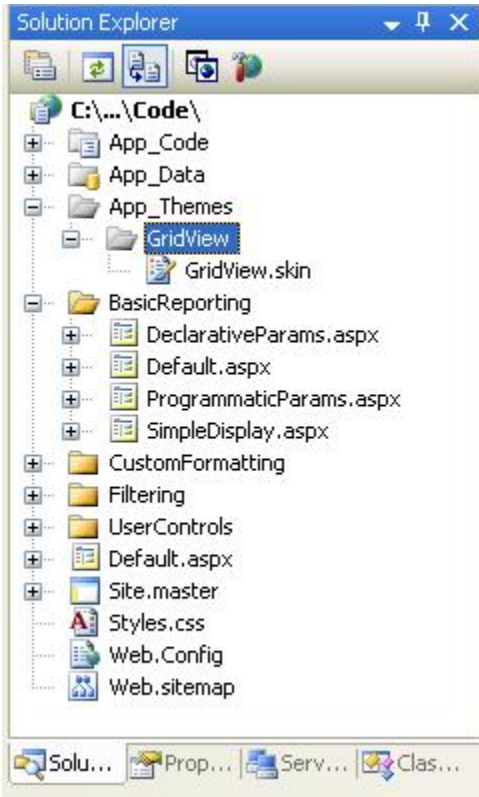 Solution Explorer
C:\...\Code\
App_Code
App_Data
App_Themes
GridView
GridView.skin
BasicReporting
DeclarativeParams.aspx
Default.aspx
ProgrammaticParams.aspx
SimpleDisplay.aspx
CustomFormatting
Filtering
UserControls
Default.aspx
Site.master
Styles.css
Web.Config
Web.sitemap
Solu... Prop... Serv... Clas...